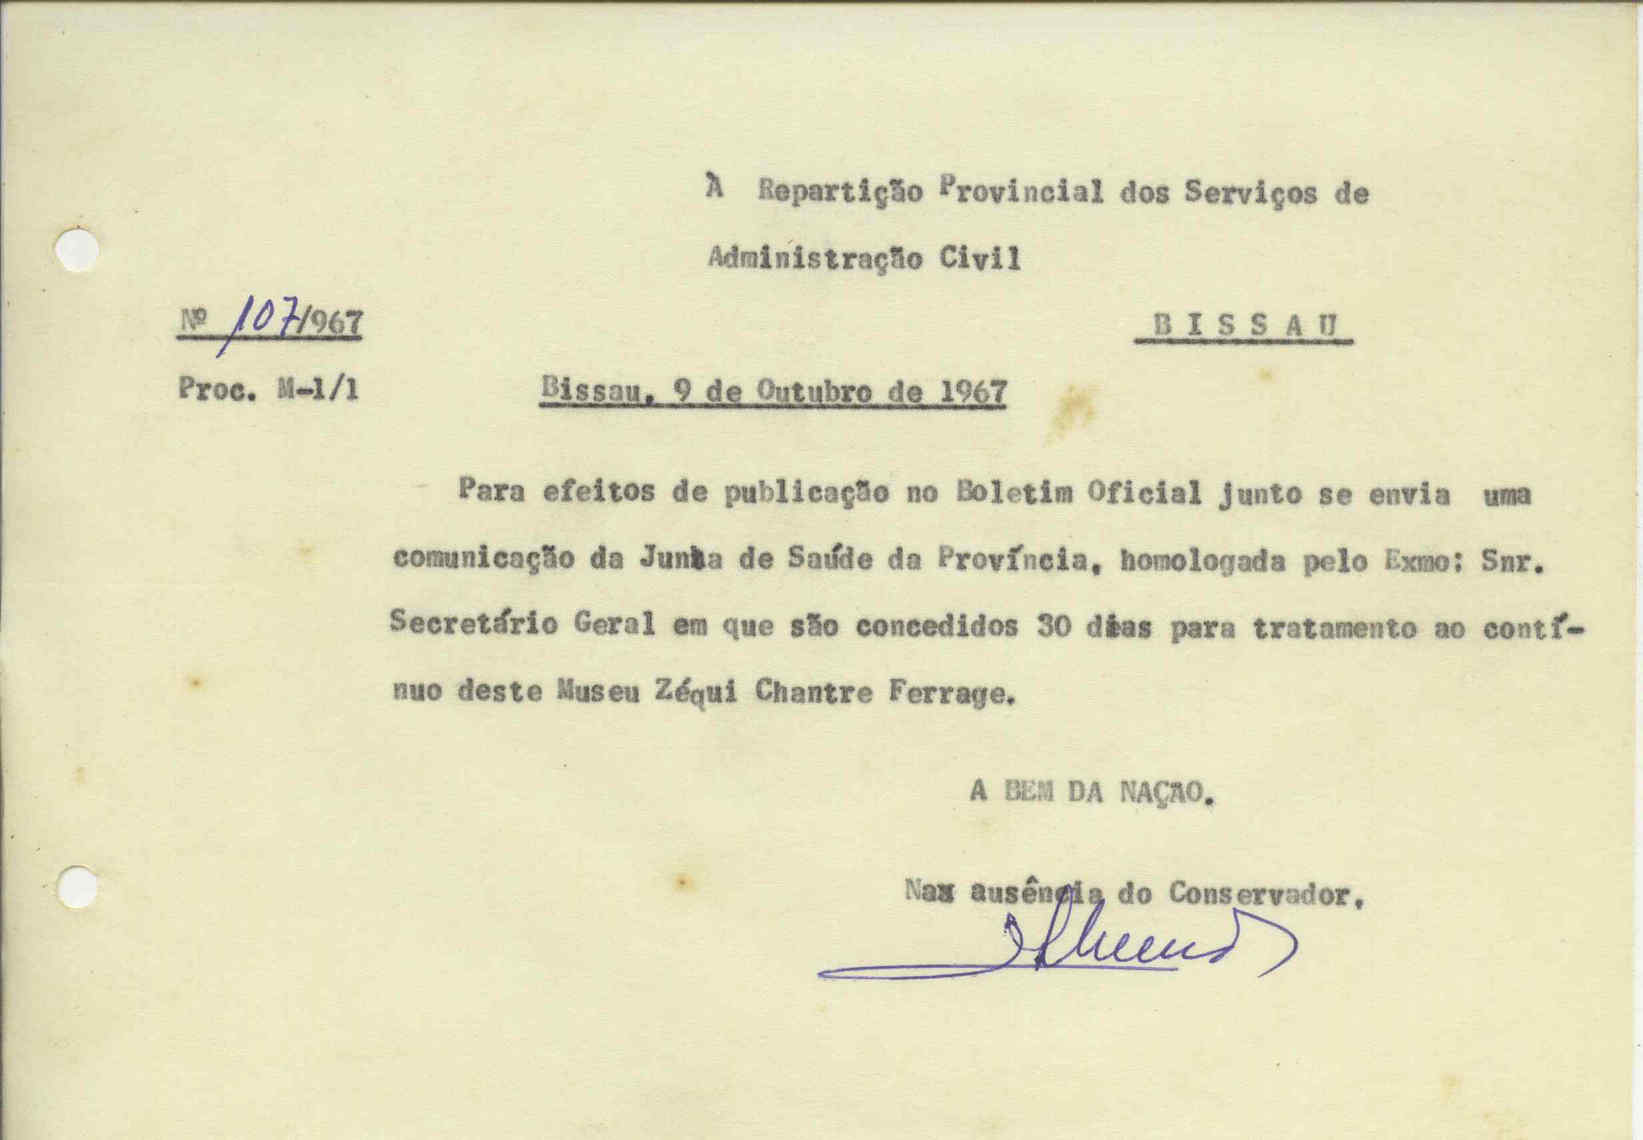 À Repartição Provincial dos Serviços de
Administração Civil
Nº 107/967
B I S S A U
Proc. M-1/1
Bissau, 9 de Outubro de 1967
Para efeitos de publicação no Boletim Oficial junto se envia uma
comunicação da Junta de Saúde da Província, homologada pelo Exmo: Snr.
Secretário Geral em que são concedidos 30 dias para tratamento ao contí-
nuo deste Museu Zéqui Chantre Ferrage.
A BEM DA NAÇÃO.
Na ausência do Conservador,